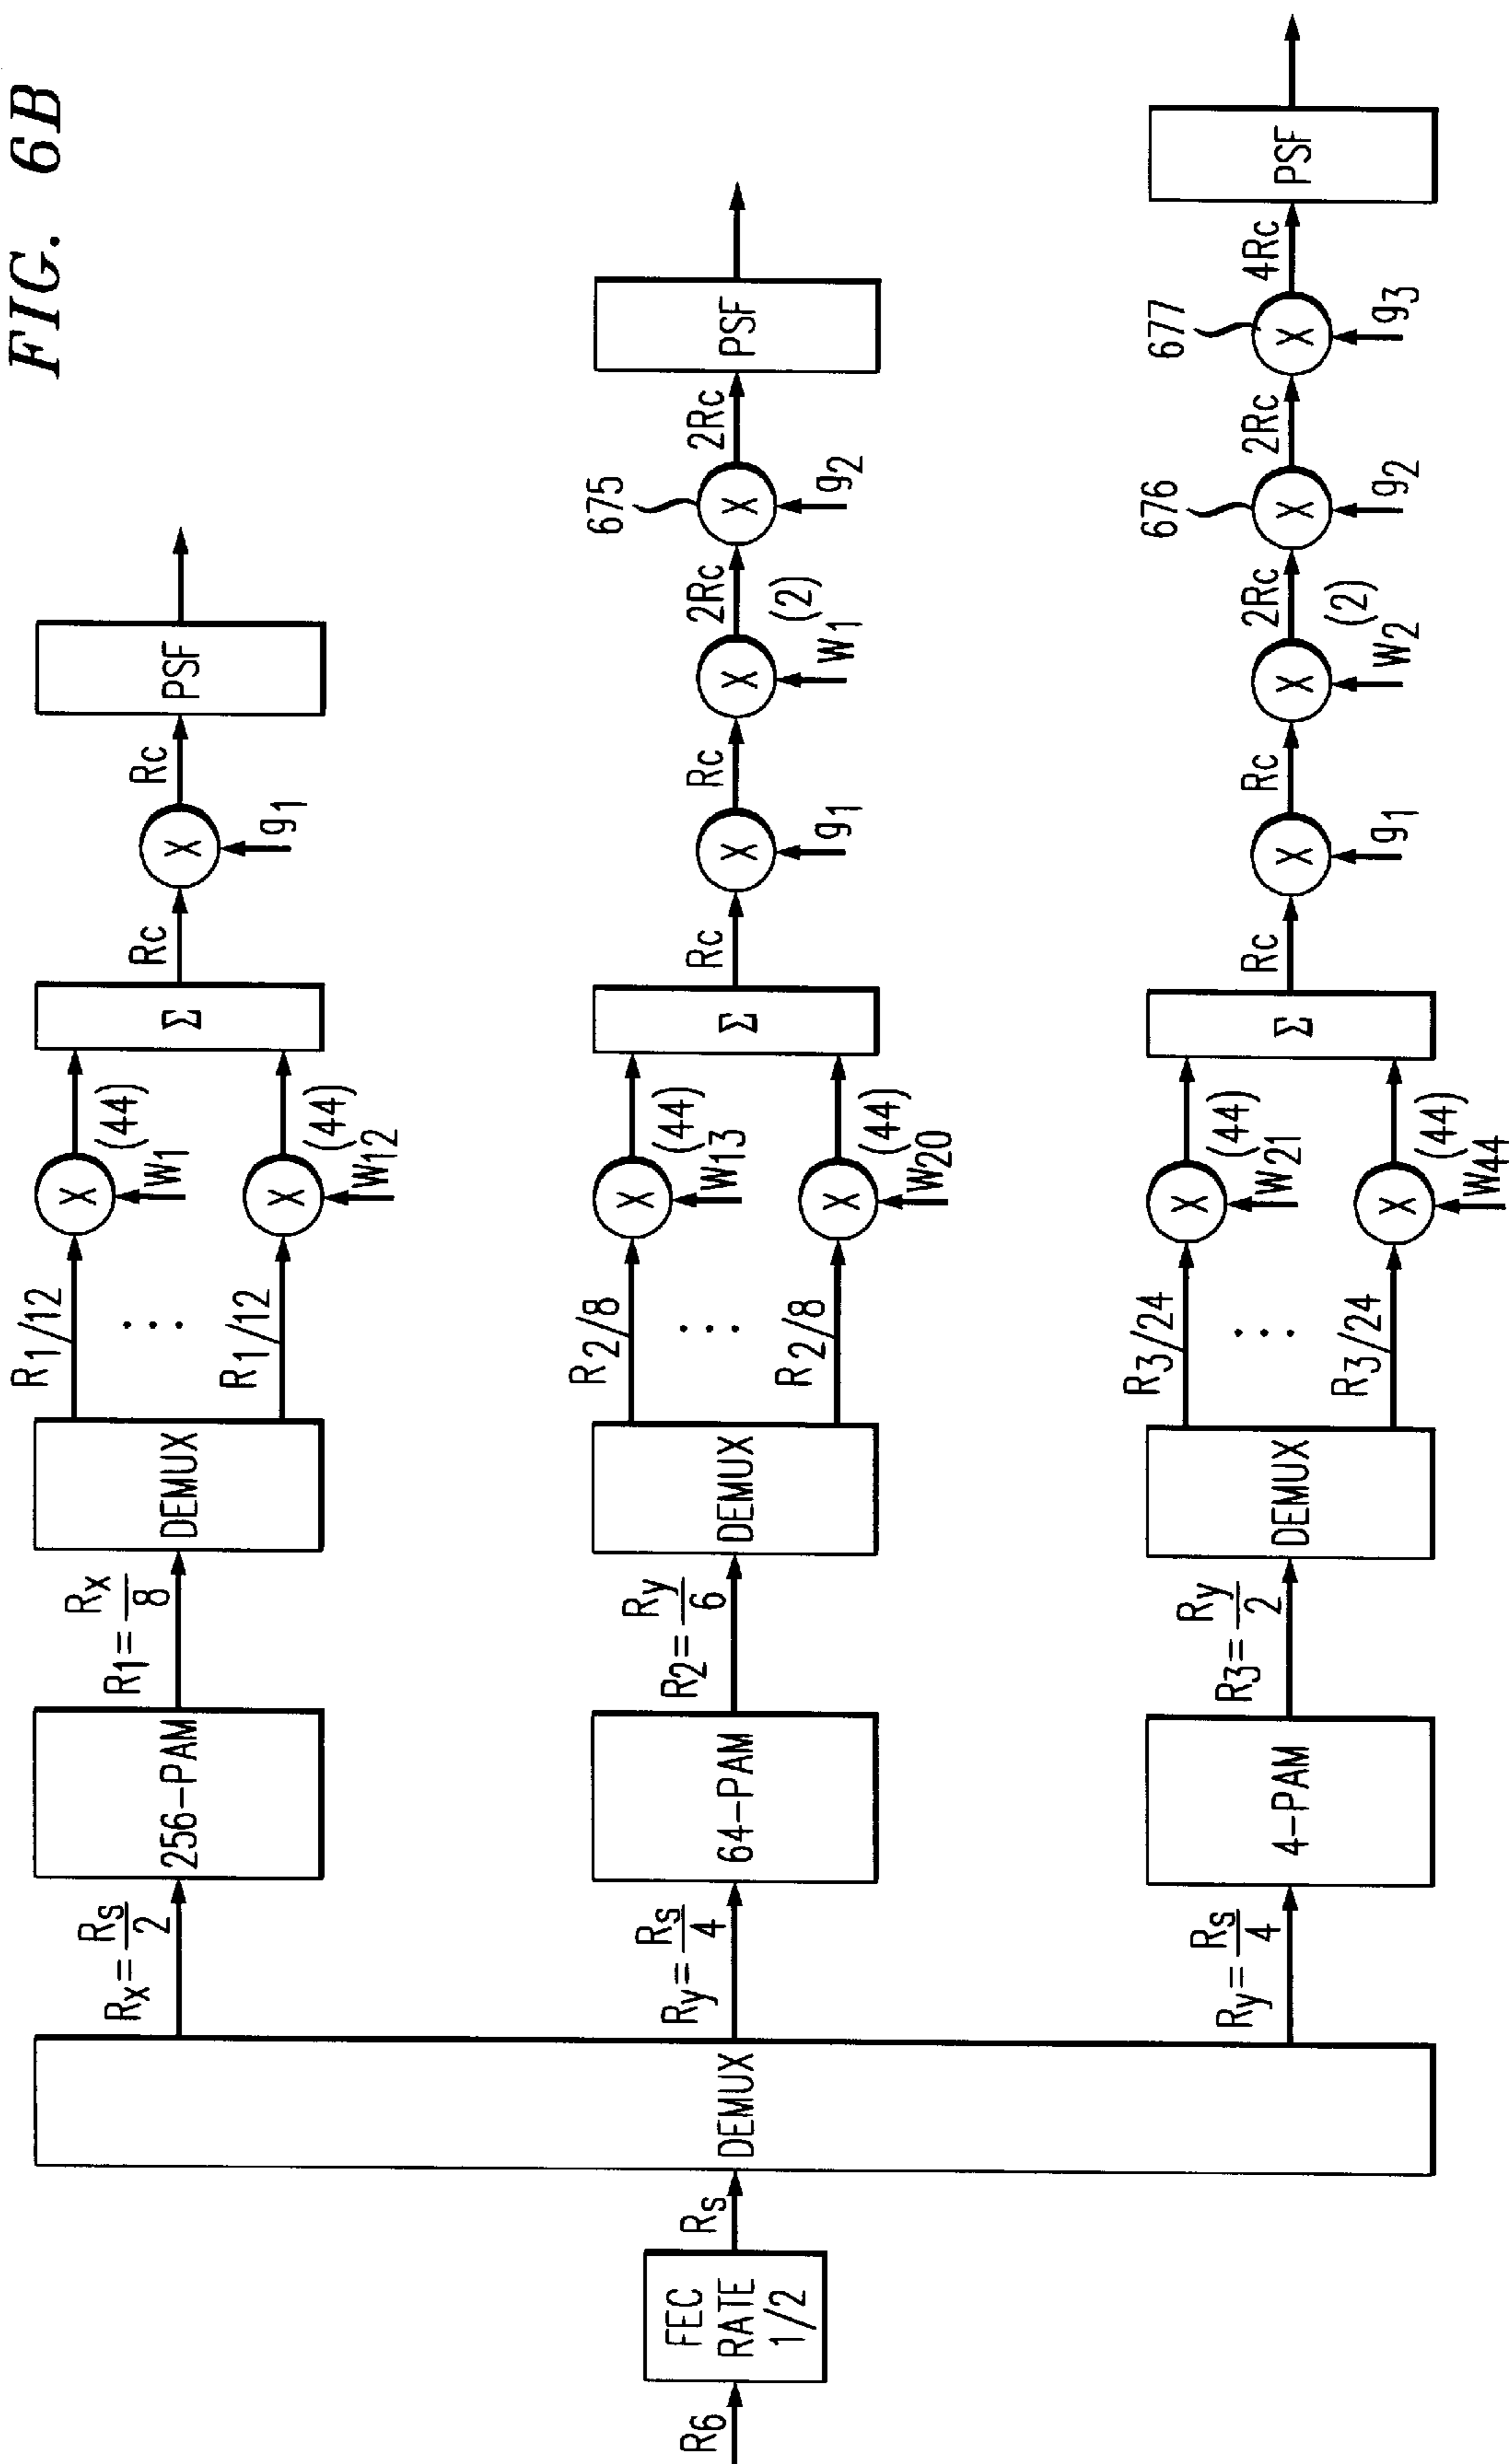 FIG. 6B
R6
FEC
RATE
1/2
Rs
DEMUX
Rx=Rs/2
256-PAM
R1=Rx/8
DEMUX
R1/12
⋮
R1/12
X
W1(44)
X
W12(44)
Σ
Rc
X
g1
Rc
PSF
Ry=Rs/4
64-PAM
R2=Ry/6
DEMUX
R2/8
⋮
R2/8
X
W13(44)
X
W20(44)
Σ
Rc
X
g1
Rc
X
W1(2)
2Rc
675
X
g2
2Rc
PSF
Ry=Rs/4
4-PAM
R3=Ry/2
DEMUX
R3/24
⋮
R3/24
X
W21(44)
X
W44(44)
Σ
Rc
X
g1
Rc
X
W2(2)
2Rc
676
X
g2
2Rc
677
X
g3
4Rc
PSF